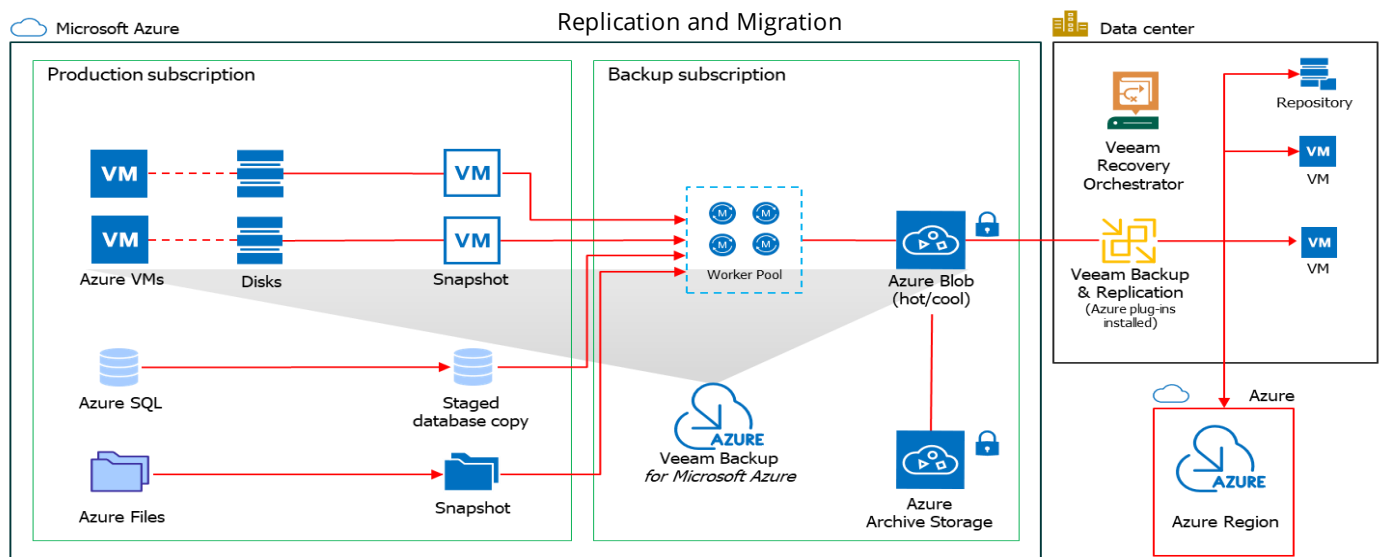 Replication and Migration
Microsoft Azure
Data center
Production subscription
Backup subscription
VM
VM
VM
VM
Azure VMs
Disks
Snapshot
M
M
M
M
Worker Pool
Azure Blob
(hot/cool)
Azure SQL
Staged
database copy
AZURE
Veeam Backup
for Microsoft Azure
Azure Files
Snapshot
Azure
Archive Storage
Repository
Veeam
Recovery
Orchestrator
VM
VM
Veeam Backup
& Replication
(Azure plug-ins
installed)
VM
VM
Azure
AZURE
Azure Region